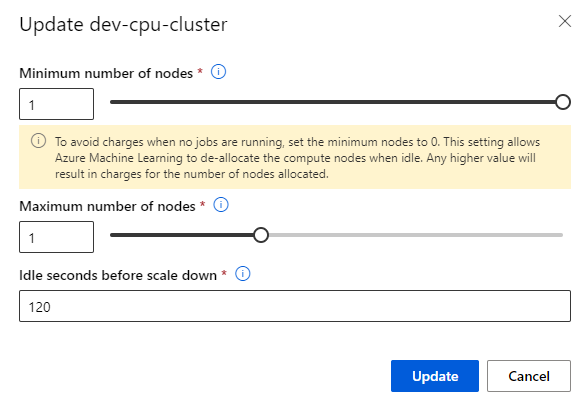 Update dev-cpu-cluster
Minimum number of nodes *
1
To avoid charges when no jobs are running, set the minimum nodes to 0. This setting allows
Azure Machine Learning to de-allocate the compute nodes when idle. Any higher value will
result in charges for the number of nodes allocated.
Maximum number of nodes *
1
Idle seconds before scale down *
120
Update Cancel